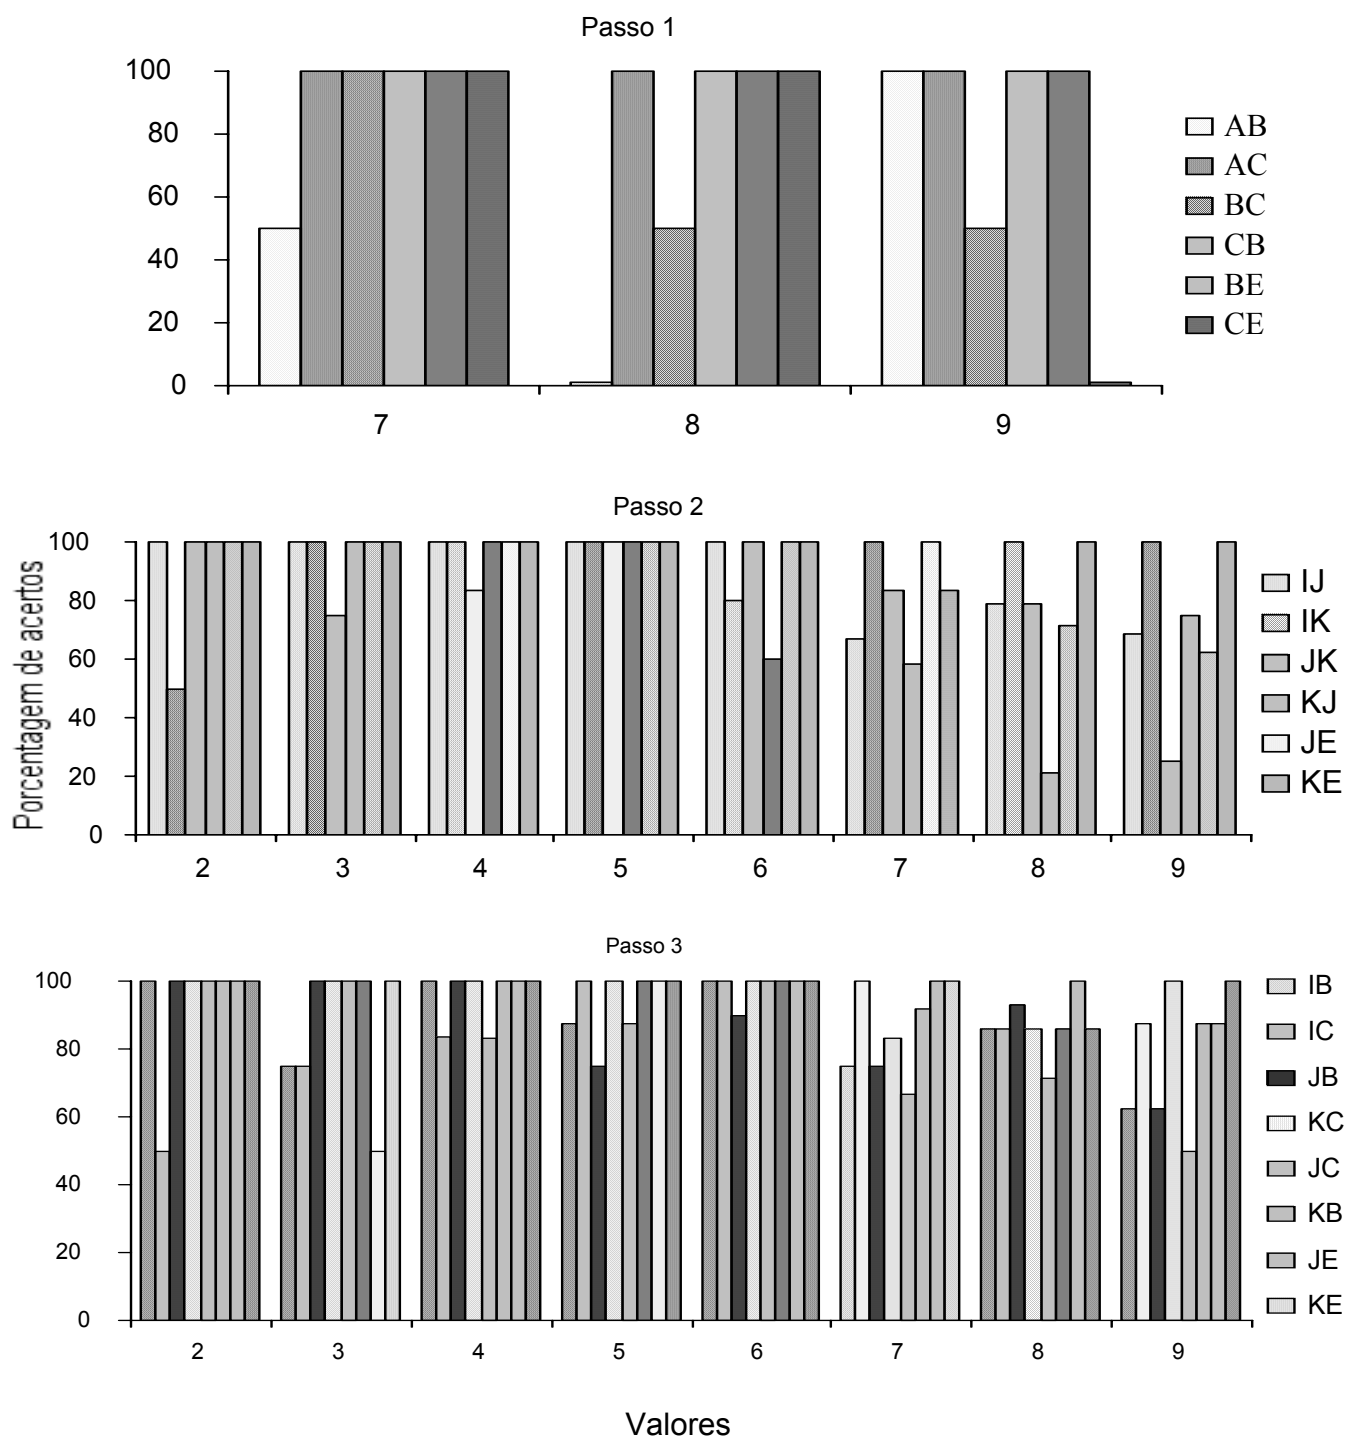 Passo 1
100
80
60
40
20
0
7 8 9
AB
AC
BC
CB
BE
CE
Passo 2
Porcentagem de acertos
100
80
60
40
20
0
2 3 4 5 6 7 8 9
IJ
IK
JK
KJ
JE
KE
Passo 3
100
80
60
40
20
0
2 3 4 5 6 7 8 9
IB
IC
JB
KC
JC
KB
JE
KE
Valores